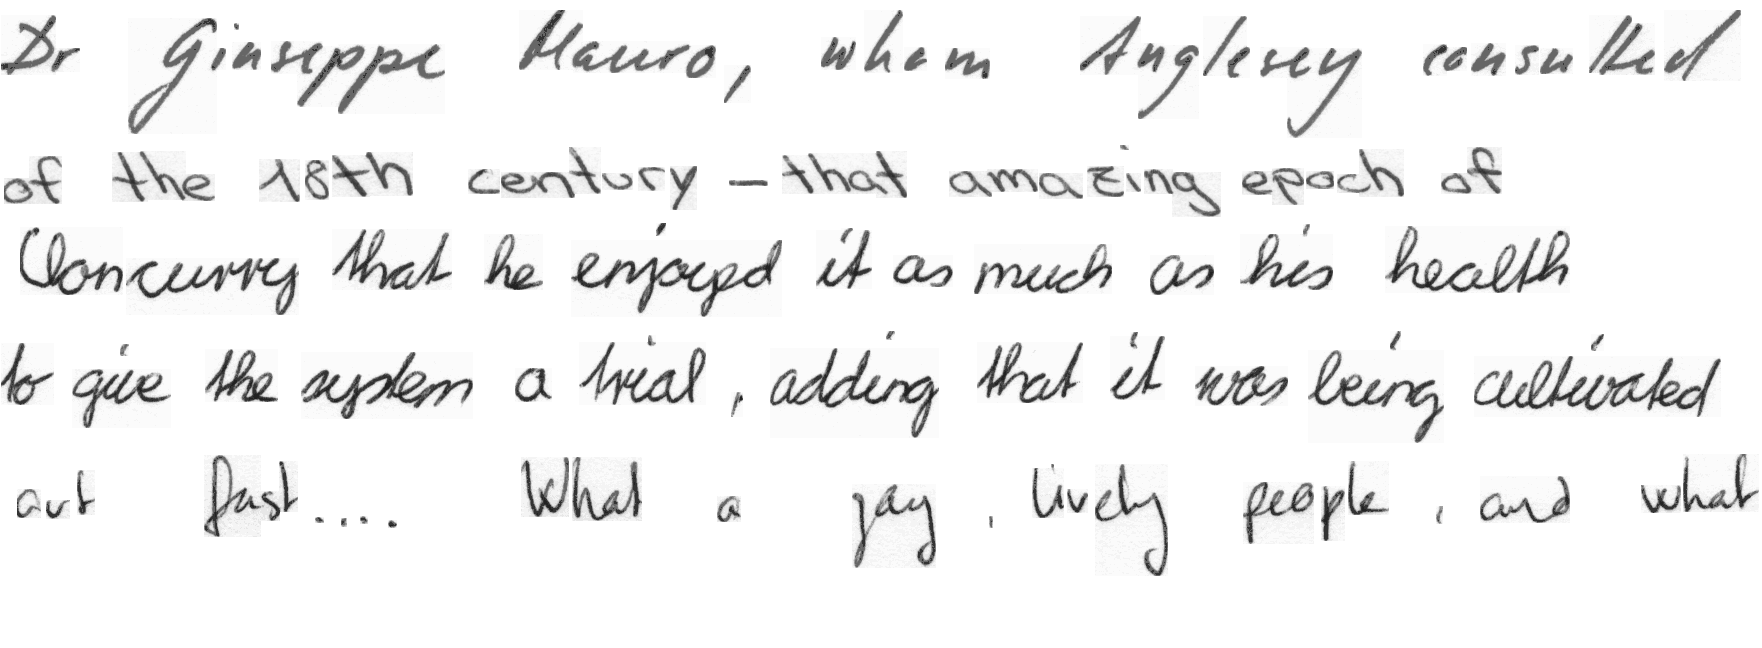 Dr Giuseppe Mauro, whom Anglesey consulted
of the 18th century - that amazing epoch of
Cloncurry that he enjoyed it as much as his health
to give the system a trial, adding that it was being cultivated
out fast.... What a gay, lively people, and what